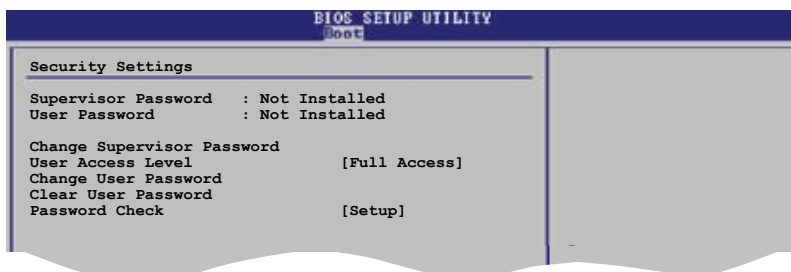 BIOS SETUP UTILITY
Boot
Security Settings
Supervisor Password : Not Installed
User Password : Not Installed
Change Supervisor Password
User Access Level [Full Access]
Change User Password
Clear User Password
Password Check [Setup]